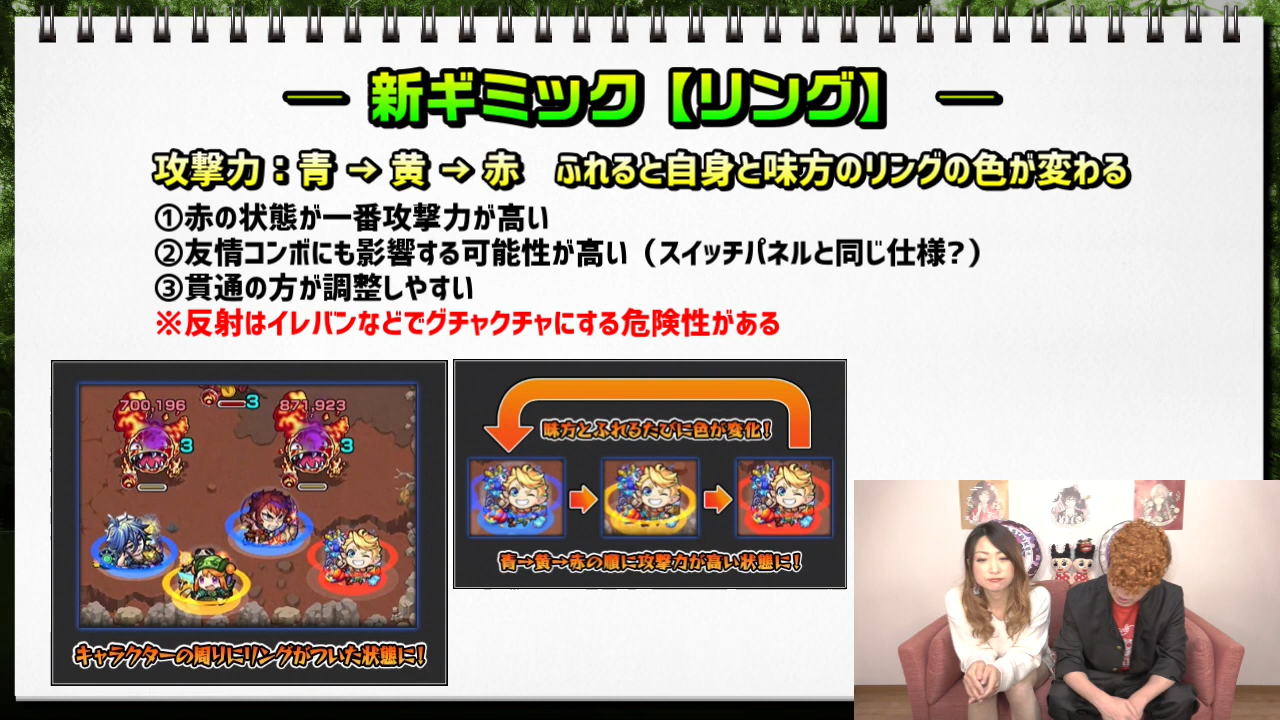 ― 新ギミック【リング】 ―
攻撃力：青 → 黄 → 赤　ふれると自身と味方のリングの色が変わる
①赤の状態が一番攻撃力が高い
②友情コンボにも影響する可能性が高い（スイッチパネルと同じ仕様？）
③貫通の方が調整しやすい
※反射はイレバンなどでグチャクチャにする危険性がある
700,196
3
871,923
3
3
味方とふれるたびに色が変化！
青→黄→赤の順に攻撃力が高い状態に！
キャラクターの周りにリングがついた状態に！